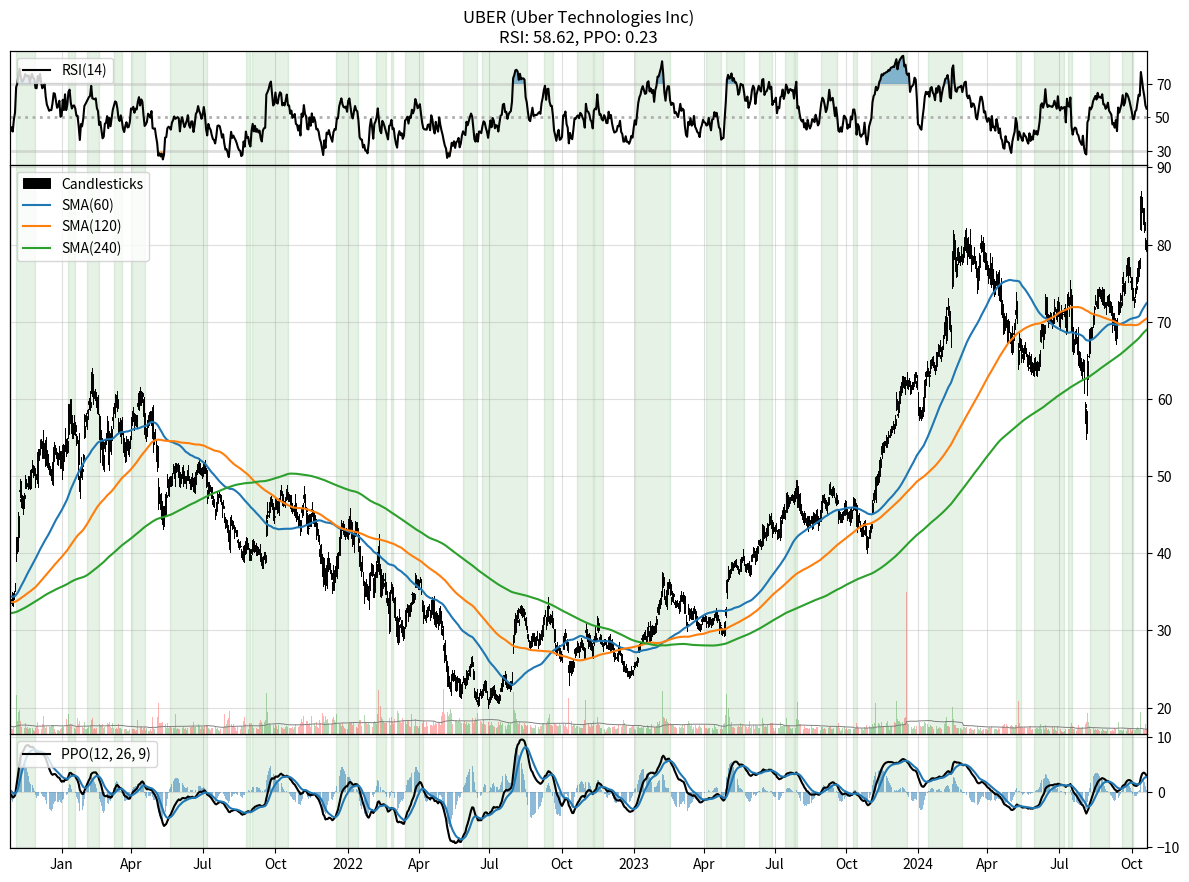 UBER (Uber Technologies Inc)
RSI: 58.62, PPO: 0.23
RSI(14)
70
50
30
90
Candlesticks
SMA(60)
SMA(120)
SMA(240)
80
70
60
50
40
30
20
10
PPO(12, 26, 9)
0
−10
Jan Apr Jul Oct 2022 Apr Jul Oct 2023 Apr Jul Oct 2024 Apr Jul Oct